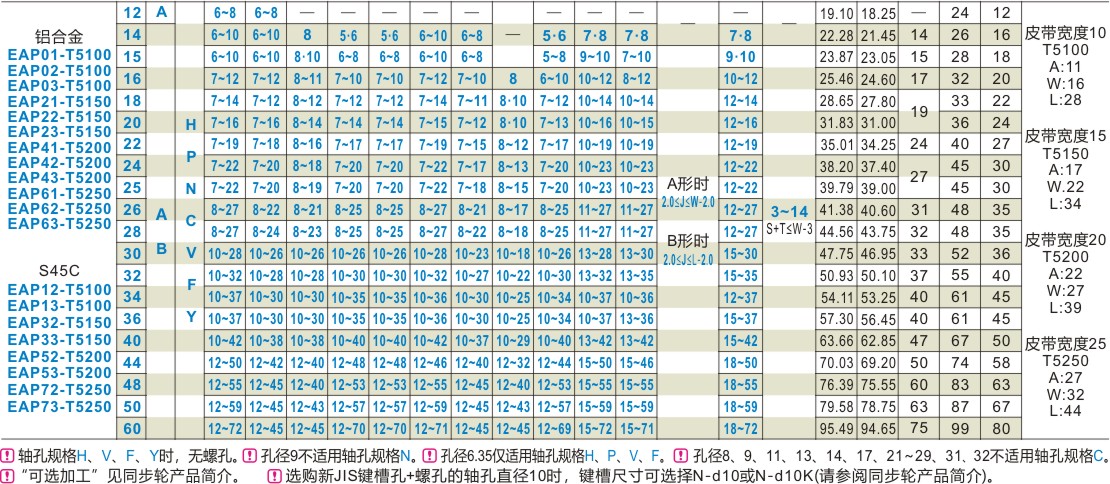 12 A 6~8 6~8 — — — — — — — — — 19.10 18.25 — 24 12
铝合金 14 6~10 6~10 8 5·6 5·6 6~10 6~8 — 5·6 7·8 7·8 — 7·8 — 22.28 21.45 14 26 16 皮带宽度10
EAP01-T5100 15 6~10 6~10 8·10 6~8 6~8 6~10 6~8 5~8 9~10 7~10 9·10 23.87 23.05 15 28 18 T5100
EAP02-T5100 16 7~12 7~12 8~11 7~10 7~10 7~12 7~10 8 6~10 10~12 8~12 10~12 25.46 24.60 17 32 20 A:11
EAP03-T5100 W:16
EAP21-T5150 18 7~14 7~12 8~12 7~12 7~12 7~14 7~11 8·10 7~12 10~14 10~14 12~14 28.65 27.80 19 33 22 L:28
EAP22-T5150 20 H 7~16 7~16 8~14 7~14 7~14 7~15 7~12 8·10 7~13 10~16 10~15 12~16 31.83 31.00 36 24
EAP23-T5150 皮带宽度15
EAP41-T5200 22 P 7~19 7~18 8~16 7~17 7~17 7~19 7~15 8~12 7~17 10~19 10~19 12~19 35.01 34.25 24 40 27 T5150
EAP42-T5200 24 7~22 7~20 8~18 7~20 7~20 7~22 7~17 8~13 7~20 10~23 10~23 12~22 38.20 37.40 27 45 30 A:17
EAP43-T5200 W.22
EAP61-T5250 25 N 7~22 7~20 8~19 7~20 7~20 7~22 7~18 8~15 7~20 10~23 10~23 A形时 12~22 39.79 39.00 45 30 L:34
EAP62-T5250 26 A C 8~27 8~22 8~21 8~25 8~25 8~27 8~21 8~17 8~25 11~27 11~27 2.0≤J≤W-2.0 12~27 3~14 41.38 40.60 31 48 35
EAP63-T5250 28 8~27 8~24 8~23 8~25 8~25 8~27 8~22 8~18 8~25 11~27 11~27 B形时 12~27 S+T≤W-3 44.56 43.75 32 48 35 皮带宽度20
30 B V 10~28 10~26 10~26 10~28 10~26 10~28 10~23 10~18 10~26 13~28 13~30 2.0≤J≤L-2.0 15~30 47.75 46.95 33 52 36 T5200
S45C 32 F 10~32 10~28 10~28 10~30 10~30 10~32 10~27 10~22 10~30 13~32 13~35 15~35 50.93 50.10 37 55 40 A:22
EAP12-T5100 W:27
EAP13-T5100 34 10~37 10~30 10~30 10~35 10~35 10~36 10~30 10~25 10~34 10~37 10~36 12~37 54.11 53.25 40 61 45 L:39
EAP32-T5150 36 Y 10~37 10~30 10~30 10~35 10~35 10~36 10~30 10~25 10~34 10~37 13~36 15~37 57.30 56.45 40 61 45
EAP33-T5150 40 10~42 10~38 10~38 10~40 10~40 10~42 10~37 10~29 10~40 13~42 13~42 15~42 63.66 62.85 47 67 50 皮带宽度25
EAP52-T5200 44 12~50 12~42 12~40 12~48 12~48 12~46 12~40 12~34 12~44 15~50 15~46 18~50 70.03 69.20 50 74 58 T5250
EAP53-T5200 A:27
EAP72-T5250 48 12~55 12~45 12~40 12~53 12~53 12~55 12~45 12~40 12~53 15~55 15~55 18~55 76.39 75.55 60 83 63 W:32
EAP73-T5250 50 12~59 12~45 12~43 12~57 12~57 12~59 12~45 12~43 12~57 15~59 15~59 18~59 79.58 78.75 63 87 67 L:44
60 12~72 12~45 12~45 12~70 12~70 12~71 12~45 12~45 12~69 15~72 15~71 18~72 95.49 94.65 75 99 80
! 轴孔规格H、V、F、Y时，无螺孔。! 孔径9不适用轴孔规格N。! 孔径6.35仅适用轴孔规格H、P、V、F。! 孔径8、9、11、13、14、17、21~29、31、32不适用轴孔规格C。
! “可选加工”见同步轮产品简介。 ! 选购新JIS键槽孔+螺孔的轴孔直径10时，键槽尺寸可选择N-d10或N-d10K(请参阅同步轮产品简介)。